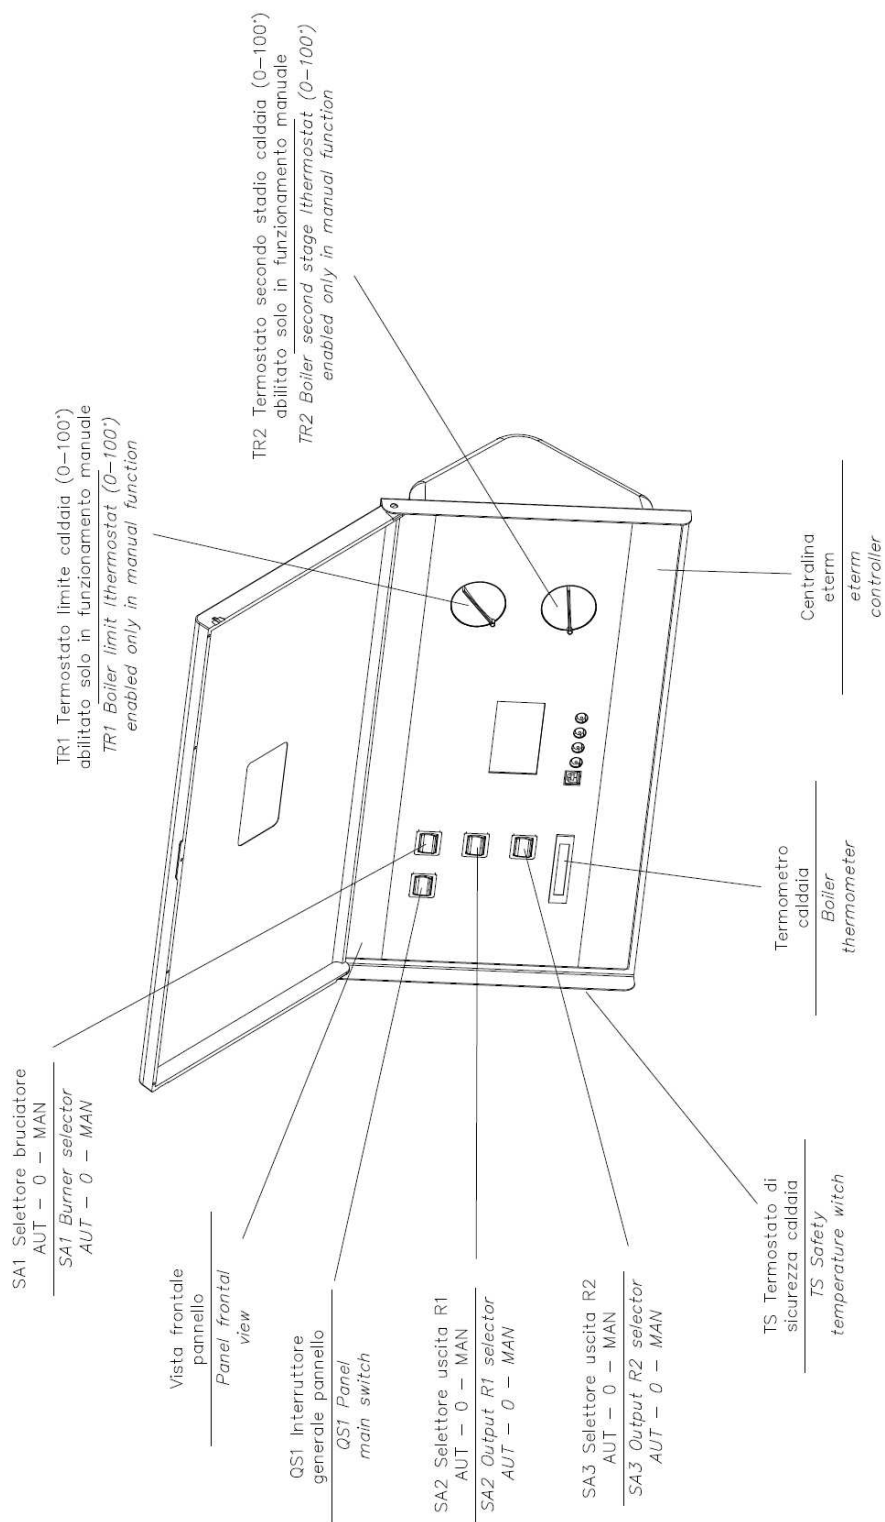 SA1 Selettore bruciatore
AUT – 0 – MAN
SA1 Burner selector
AUT – 0 – MAN
Vista frontale
pannello
Panel frontal
view
QS1 Interruttore
generale pannello
QS1 Panel
main switch
SA2 Selettore uscita R1
AUT – 0 – MAN
SA2 Output R1 selector
AUT – 0 – MAN
SA3 Selettore uscita R2
AUT – 0 – MAN
SA3 Output R2 selector
AUT – 0 – MAN
TS Termostato di
sicurezza caldaia
TS Safety
temperature witch
Termometro
caldaia
Boiler
thermometer
Centralina
eterm
eterm
controller
TR1 Termostato limite caldaia (0–100°)
abilitato solo in funzionamento manuale
TR1 Boiler limit lthermostat (0–100°)
enabled only in manual function
TR2 Termostato secondo stadio caldaia (0–100°)
abilitato solo in funzionamento manuale
TR2 Boiler second stage lthermostat (0–100°)
enabled only in manual function